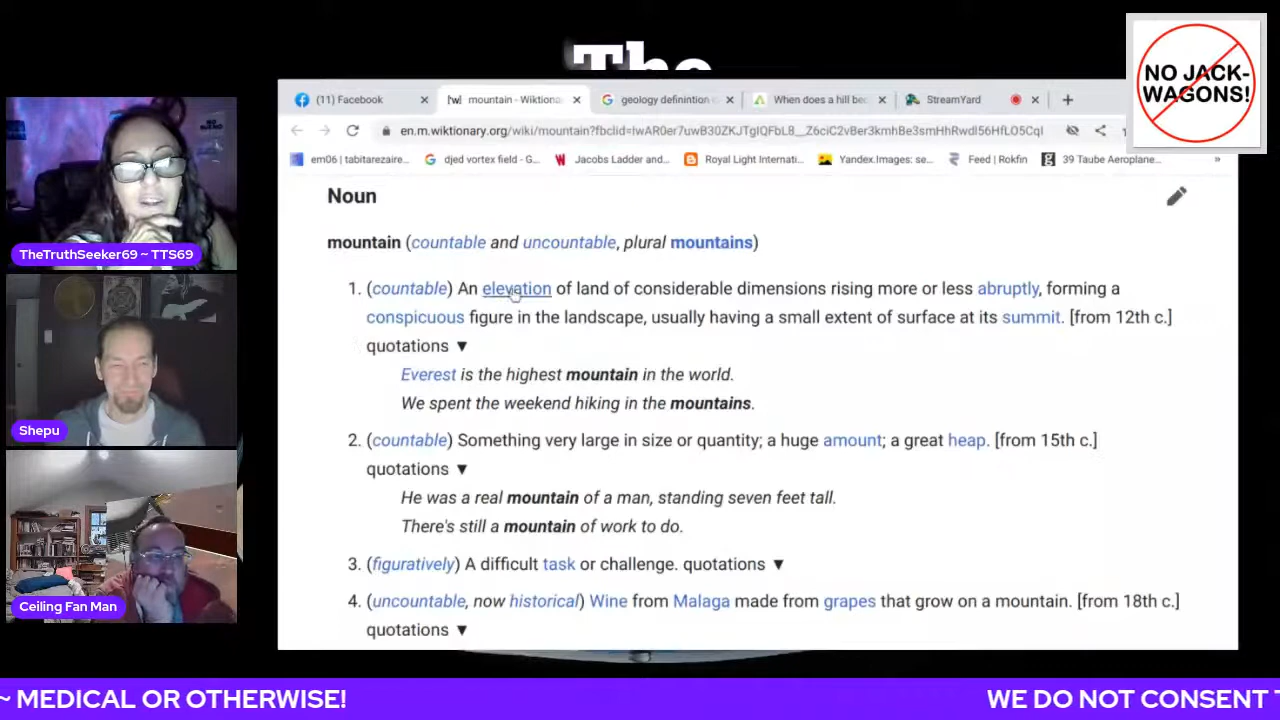 The
NO JACK-
WAGONS!
(11) Facebook
mountain - Wiktiona
geology definintion
When does a hill bec
StreamYard
en.m.wiktionary.org/wiki/mountain?fbclid=
em06 | tabitarezaire...
djed vortex field - G...
Jacobs Ladder and...
Royal Light Internati...
Yandex.Images: se...
Feed | Rokfin
39 Taube Aeroplane...
»
Noun
mountain (countable and uncountable, plural mountains)
1. (countable) An elevation of land of considerable dimensions rising more or less abruptly, forming a
conspicuous figure in the landscape, usually having a small extent of surface at its summit. [from 12th c.]
quotations ▼
Everest is the highest mountain in the world.
We spent the weekend hiking in the mountains.
2. (countable) Something very large in size or quantity; a huge amount; a great heap. [from 15th c.]
quotations ▼
He was a real mountain of a man, standing seven feet tall.
There's still a mountain of work to do.
3. (figuratively) A difficult task or challenge. quotations ▼
4. (uncountable, now historical) Wine from Malaga made from grapes that grow on a mountain. [from 18th c.]
quotations ▼
TheTruthSeeker69 ~ TTS69
Shepu
Ceiling Fan Man
~ MEDICAL OR OTHERWISE!
WE DO NOT CONSENT T